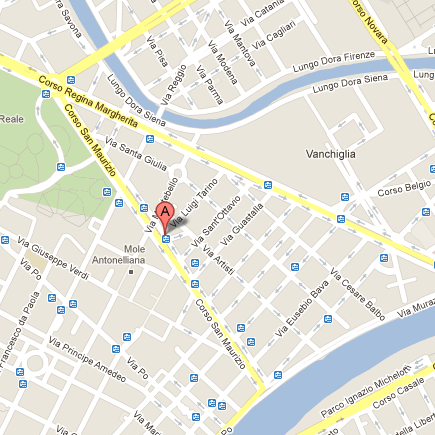 Via Savona
Via Catania
Via Cagliari
Via Mantova
Via Modena
Via Parma
Via Pisa
Via Reggio
Corso Novara
Lungo Dora Firenze
Lungo Dora Siena
Lungo Dora Siena
Corso Regina Margherita
Reale
Corso San Maurizio
Via Santa Giulia
Vanchiglia
Corso Belgio
Via Luigi Tarino
A
Via Sant'Ottavio
Via Guastalla
Via Artisti
Mole
Antonelliana
Via Giuseppe Verdi
Via Po
Francesco da Paola
Via Cesare Balbo
Via Eusebio Bava
Corso San Maurizio
Via Principe Amedeo
Via Po
Parco Ignazio Michelotti
Corso Casale